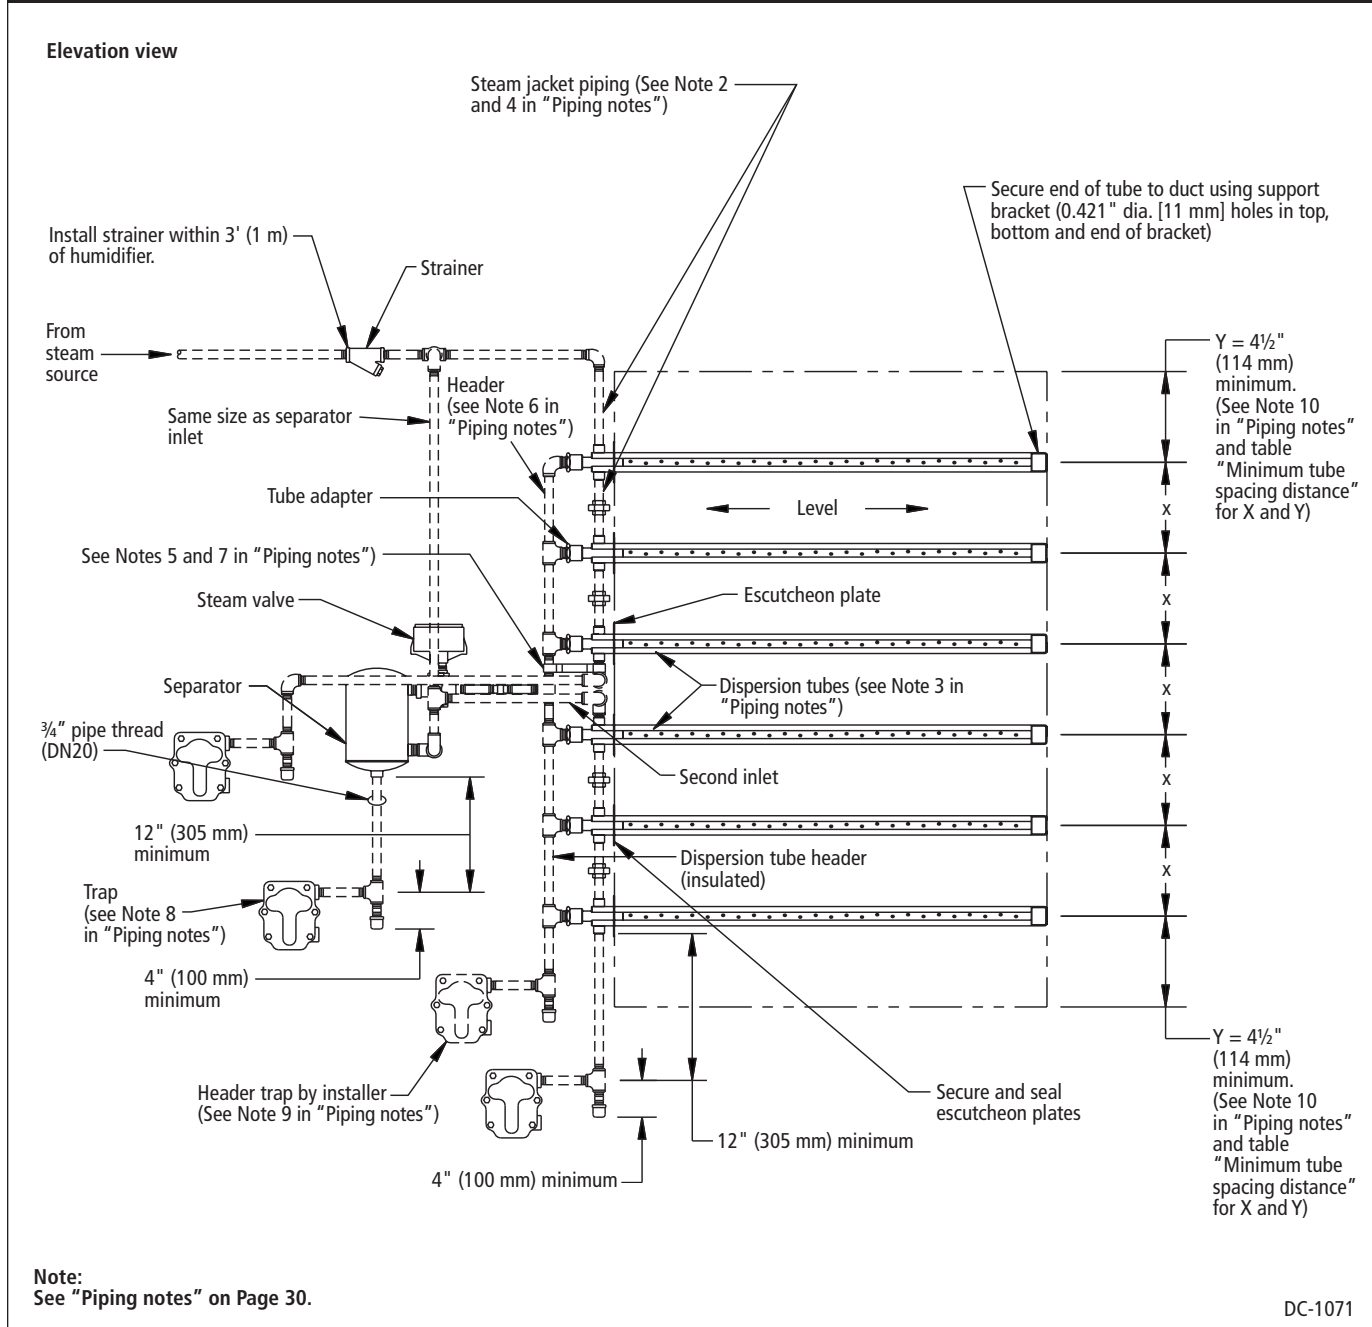 Elevation view
Steam jacket piping (See Note 2
and 4 in “Piping notes”)
Secure end of tube to duct using support
bracket (0.421" dia. [11 mm] holes in top,
bottom and end of bracket)
Install strainer within 3' (1 m)
of humidifier.
Strainer
From
steam
source
Y = 4½"
(114 mm)
minimum.
(See Note 10
in “Piping notes”
and table
“Minimum tube
spacing distance”
for X and Y)
Header
(see Note 6 in
“Piping notes”)
Same size as separator
inlet
Tube adapter
Level
x
See Notes 5 and 7 in “Piping notes”)
Steam valve
Escutcheon plate
x
Separator
Dispersion tubes (see Note 3 in
“Piping notes”)
x
¾” pipe thread
(DN20)
Second inlet
x
12" (305 mm)
minimum
Dispersion tube header
(insulated)
x
Trap
(see Note 8
in “Piping notes”)
4" (100 mm)
minimum
Header trap by installer
(See Note 9 in “Piping notes”)
Secure and seal
escutcheon plates
12" (305 mm) minimum
4" (100 mm) minimum
Y = 4½"
(114 mm)
minimum.
(See Note 10
in “Piping notes”
and table
“Minimum tube
spacing distance”
for X and Y)
Note:
See “Piping notes” on Page 30.
DC-1071